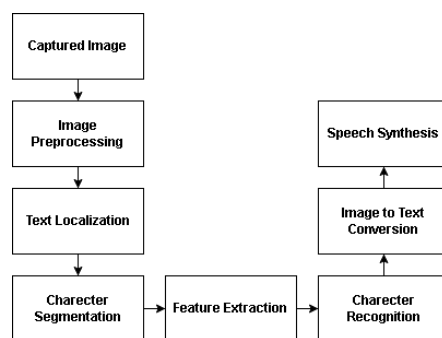 Captured Image
Image
Preprocessing
Text Localization
Charecter
Segmentation
Feature Extraction
Charecter
Recognition
Image to Text
Conversion
Speech Synthesis